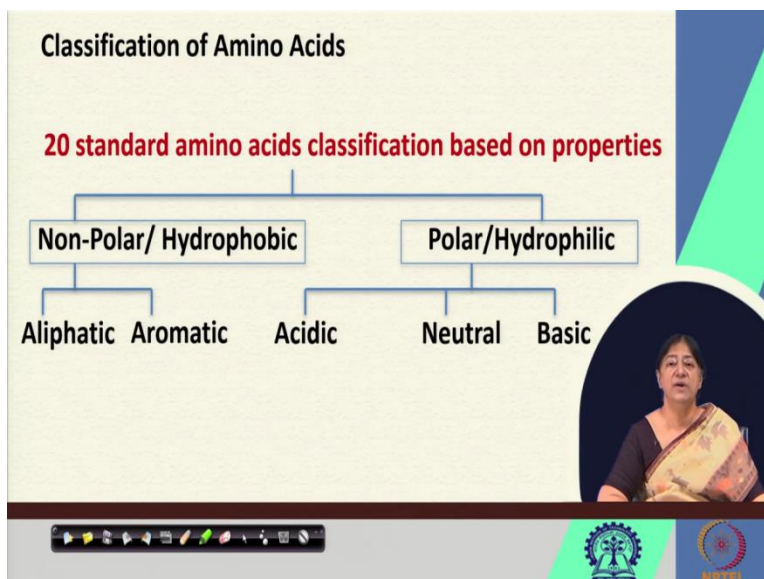 Classification of Amino Acids
20 standard amino acids classification based on properties
Non-Polar/ Hydrophobic
Polar/Hydrophilic
Aliphatic
Aromatic
Acidic
Neutral
Basic
NPTEL